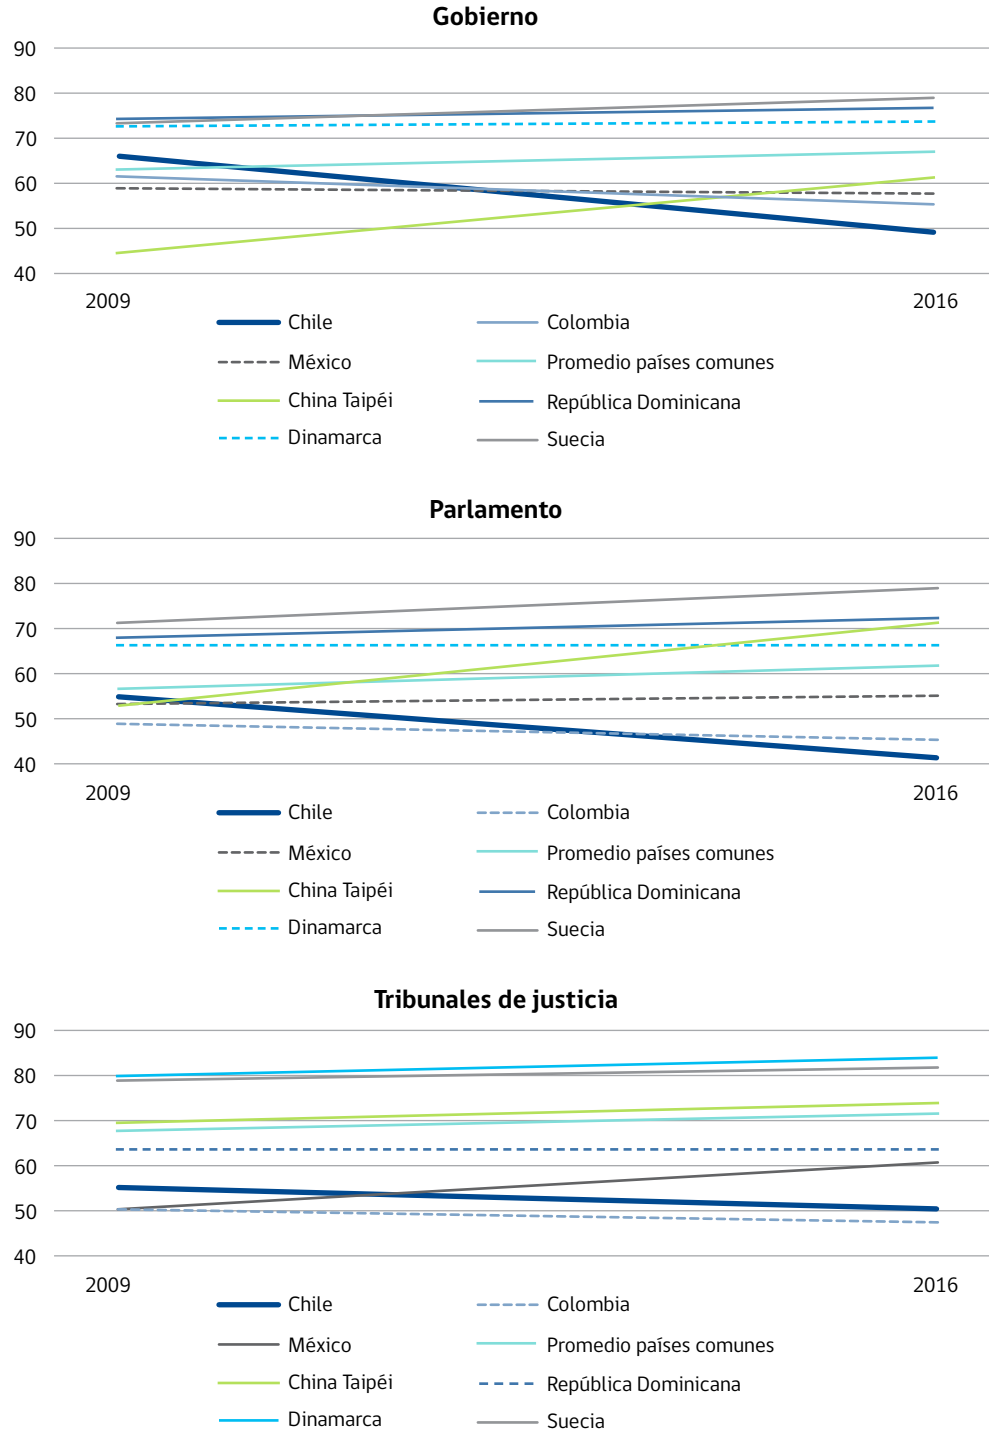 Gobierno
90
80
70
60
50
40
2009 2016
Chile Colombia
México Promedio países comunes
China Taipéi República Dominicana
Dinamarca Suecia
Parlamento
90
80
70
60
50
40
2009 2016
Chile Colombia
México Promedio países comunes
China Taipéi República Dominicana
Dinamarca Suecia
Tribunales de justicia
90
80
70
60
50
40
2009 2016
Chile Colombia
México Promedio países comunes
China Taipéi República Dominicana
Dinamarca Suecia